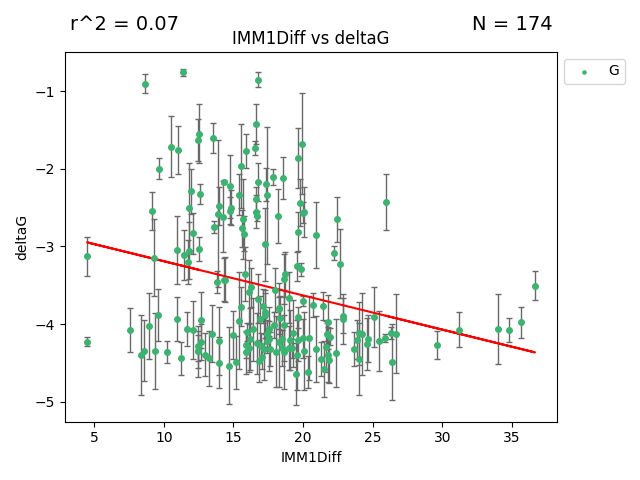 r^2 = 0.07
N = 174
IMM1Diff vs deltaG
G
−1
−2
−3
−4
−5
deltaG
5 10 15 20 25 30 35
IMM1Diff